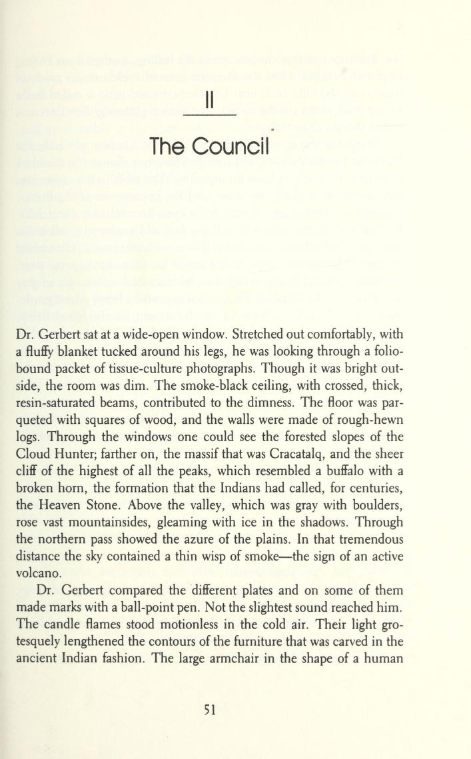 II
The Council
Dr. Gerbert sat at a wide-open window. Stretched out comfortably, with
a fluffy blanket tucked around his legs, he was looking through a folio-
bound packet of tissue-culture photographs. Though it was bright out-
side, the room was dim. The smoke-black ceiling, with crossed, thick,
resin-saturated beams, contributed to the dimness. The floor was par-
queted with squares of wood, and the walls were made of rough-hewn
logs. Through the windows one could see the forested slopes of the
Cloud Hunter; farther on, the massif that was Cracatalq, and the sheer
cliff of the highest of all the peaks, which resembled a buffalo with a
broken horn, the formation that the Indians had called, for centuries,
the Heaven Stone. Above the valley, which was gray with boulders,
rose vast mountainsides, gleaming with ice in the shadows. Through
the northern pass showed the azure of the plains. In that tremendous
distance the sky contained a thin wisp of smoke—the sign of an active
volcano.
Dr. Gerbert compared the different plates and on some of them
made marks with a ball-point pen. Not the slightest sound reached him.
The candle flames stood motionless in the cold air. Their light gro-
tesquely lengthened the contours of the furniture that was carved in the
ancient Indian fashion. The large armchair in the shape of a human
51